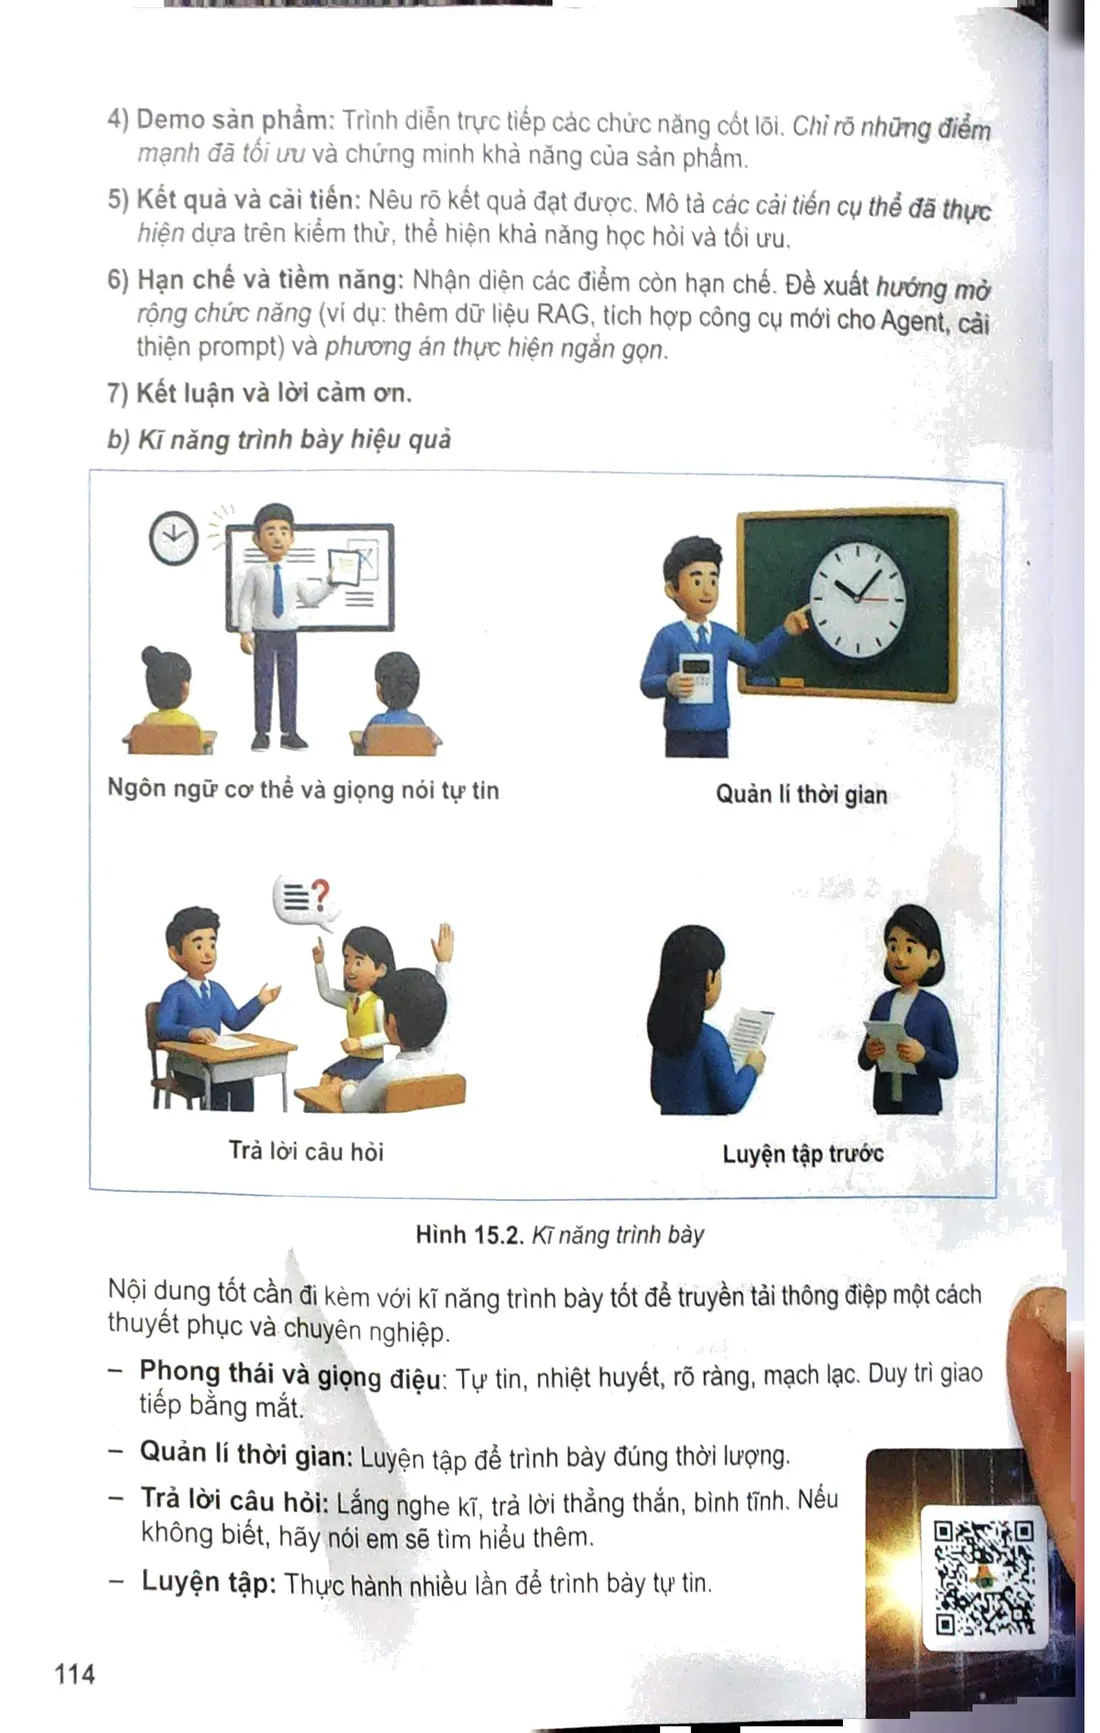 4) Demo sản phẩm: Trình diễn trực tiếp các chức năng cốt lõi. Chỉ rõ những điểm
mạnh đã tối ưu và chứng minh khả năng của sản phẩm.
5) Kết quả và cải tiến: Nêu rõ kết quả đạt được. Mô tả các cải tiến cụ thể đã thực
hiện dựa trên kiểm thử, thể hiện khả năng học hỏi và tối ưu.
6) Hạn chế và tiềm năng: Nhận diện các điểm còn hạn chế. Đề xuất hướng mở
rộng chức năng (ví dụ: thêm dữ liệu RAG, tích hợp công cụ mới cho Agent, cải
thiện prompt) và phương án thực hiện ngắn gọn.
7) Kết luận và lời cảm ơn.
b) Kĩ năng trình bày hiệu quả
Ngôn ngữ cơ thể và giọng nói tự tin
Quản lí thời gian
?
Trả lời câu hỏi
Luyện tập trước
Hình 15.2. Kĩ năng trình bày
Nội dung tốt cần đi kèm với kĩ năng trình bày tốt để truyền tải thông điệp một cách
thuyết phục và chuyên nghiệp.
– Phong thái và giọng điệu: Tự tin, nhiệt huyết, rõ ràng, mạch lạc. Duy trì giao
tiếp bằng mắt.
– Quản lí thời gian: Luyện tập để trình bày đúng thời lượng.
– Trả lời câu hỏi: Lắng nghe kĩ, trả lời thẳng thắn, bình tĩnh. Nếu
không biết, hãy nói em sẽ tìm hiểu thêm.
– Luyện tập: Thực hành nhiều lần để trình bày tự tin.
114